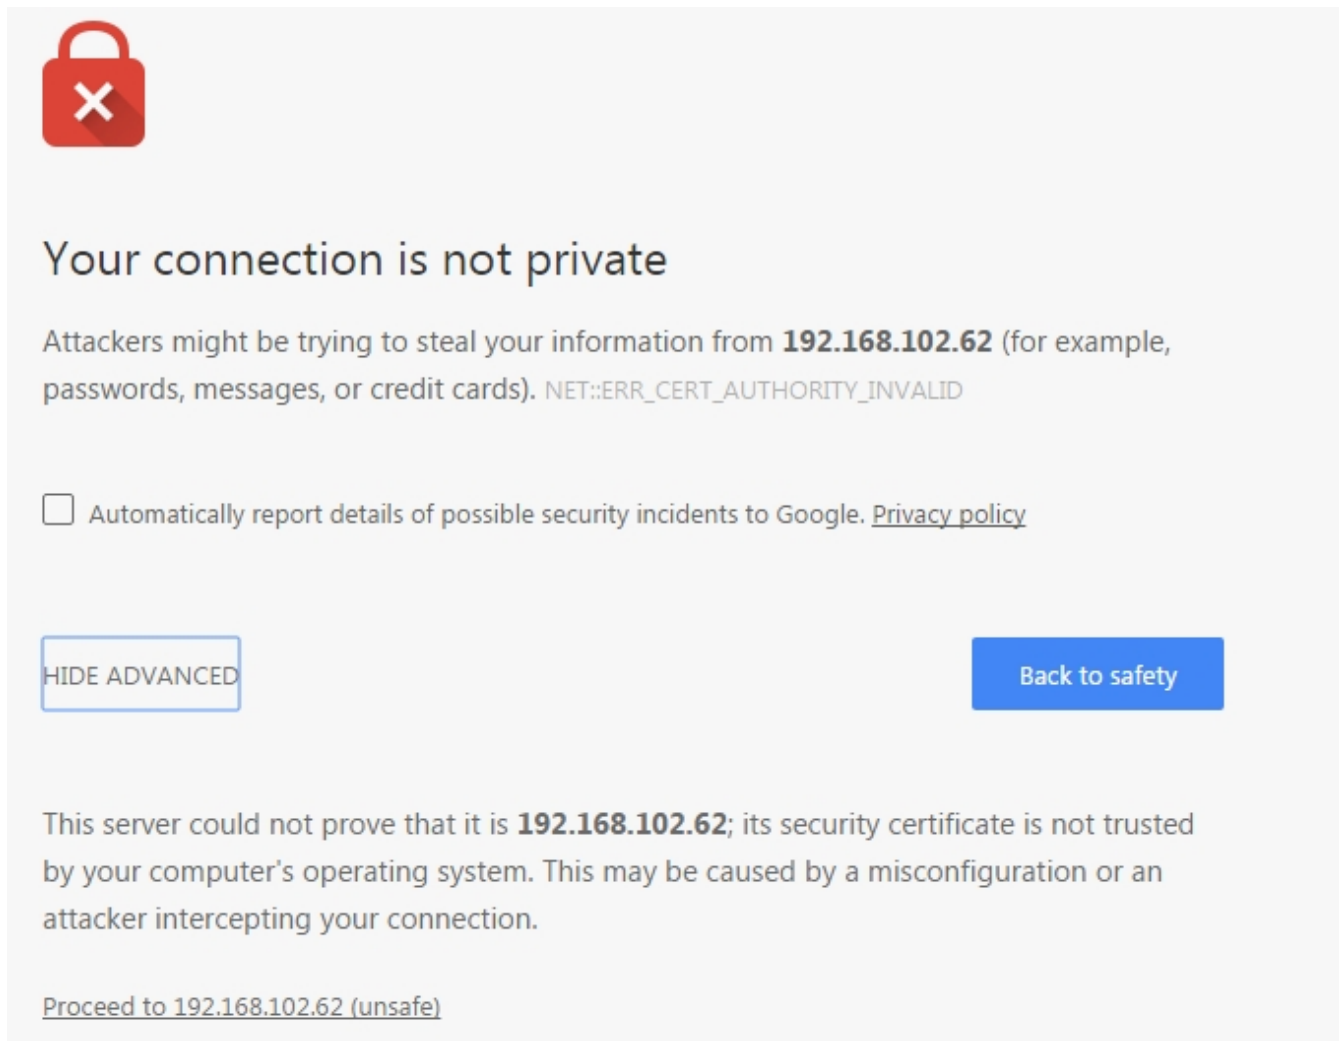 Your connection is not private
Attackers might be trying to steal your information from 192.168.102.62 (for example,
passwords, messages, or credit cards). NET::ERR_CERT_AUTHORITY_INVALID
Automatically report details of possible security incidents to Google. Privacy policy
HIDE ADVANCED
Back to safety
This server could not prove that it is 192.168.102.62; its security certificate is not trusted
by your computer's operating system. This may be caused by a misconfiguration or an
attacker intercepting your connection.
Proceed to 192.168.102.62 (unsafe)